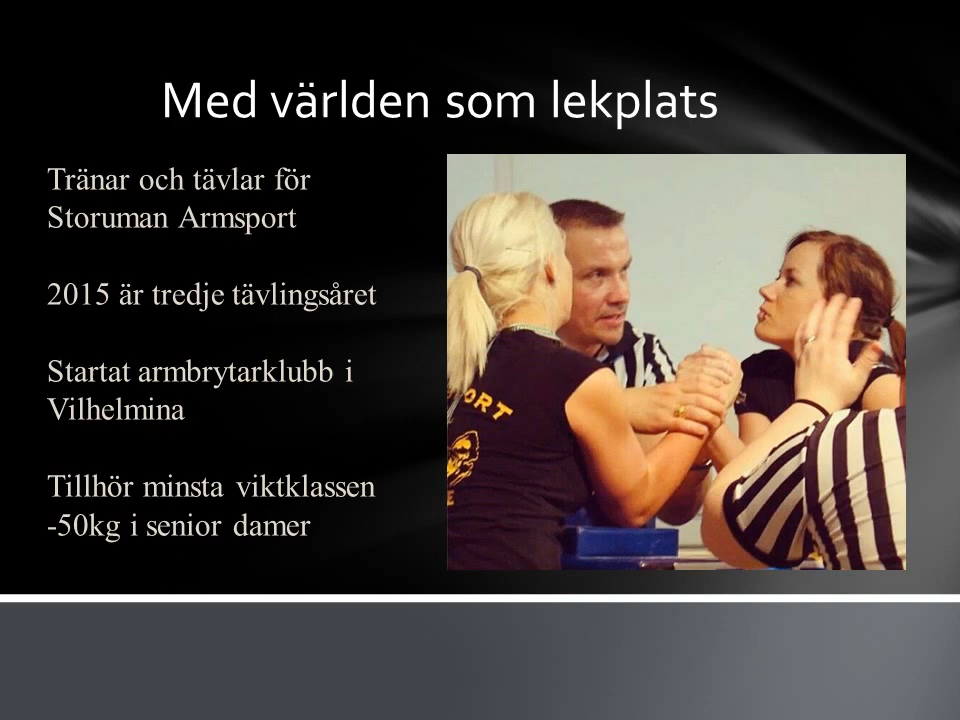 Med världen som lekplats
Tränar och tävlar för
Storuman Armsport
2015 är tredje tävlingsåret
Startat armbrytarklubb i
Vilhelmina
Tillhör minsta viktklassen
-50kg i senior damer
ORT
E